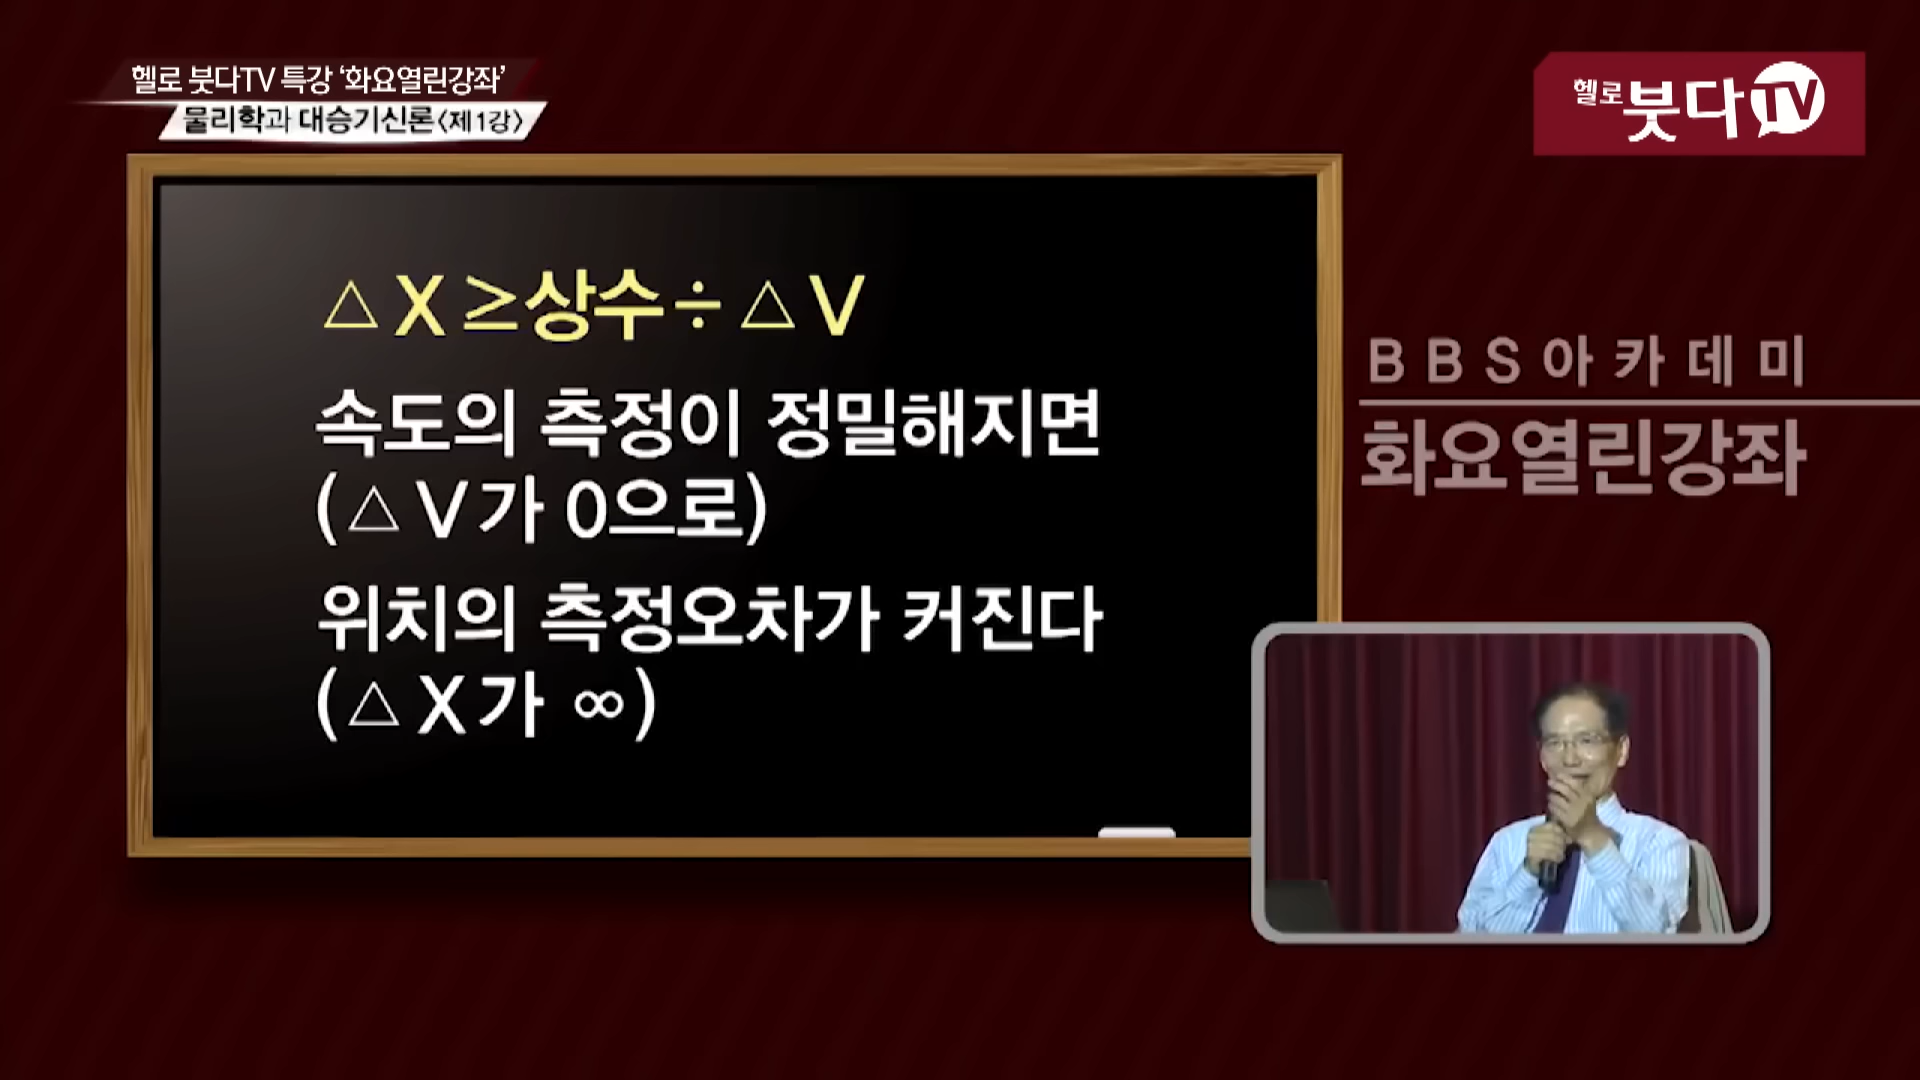 헬로 붓다TV 특강 ‘화요열린강좌’
물리학과 대승기신론<제1강>
헬로붓다TV
△X≥상수÷△V
속도의 측정이 정밀해지면
(△V가 0으로)
위치의 측정오차가 커진다
(△X가 ∞)
BBS아카데미
화요열린강좌